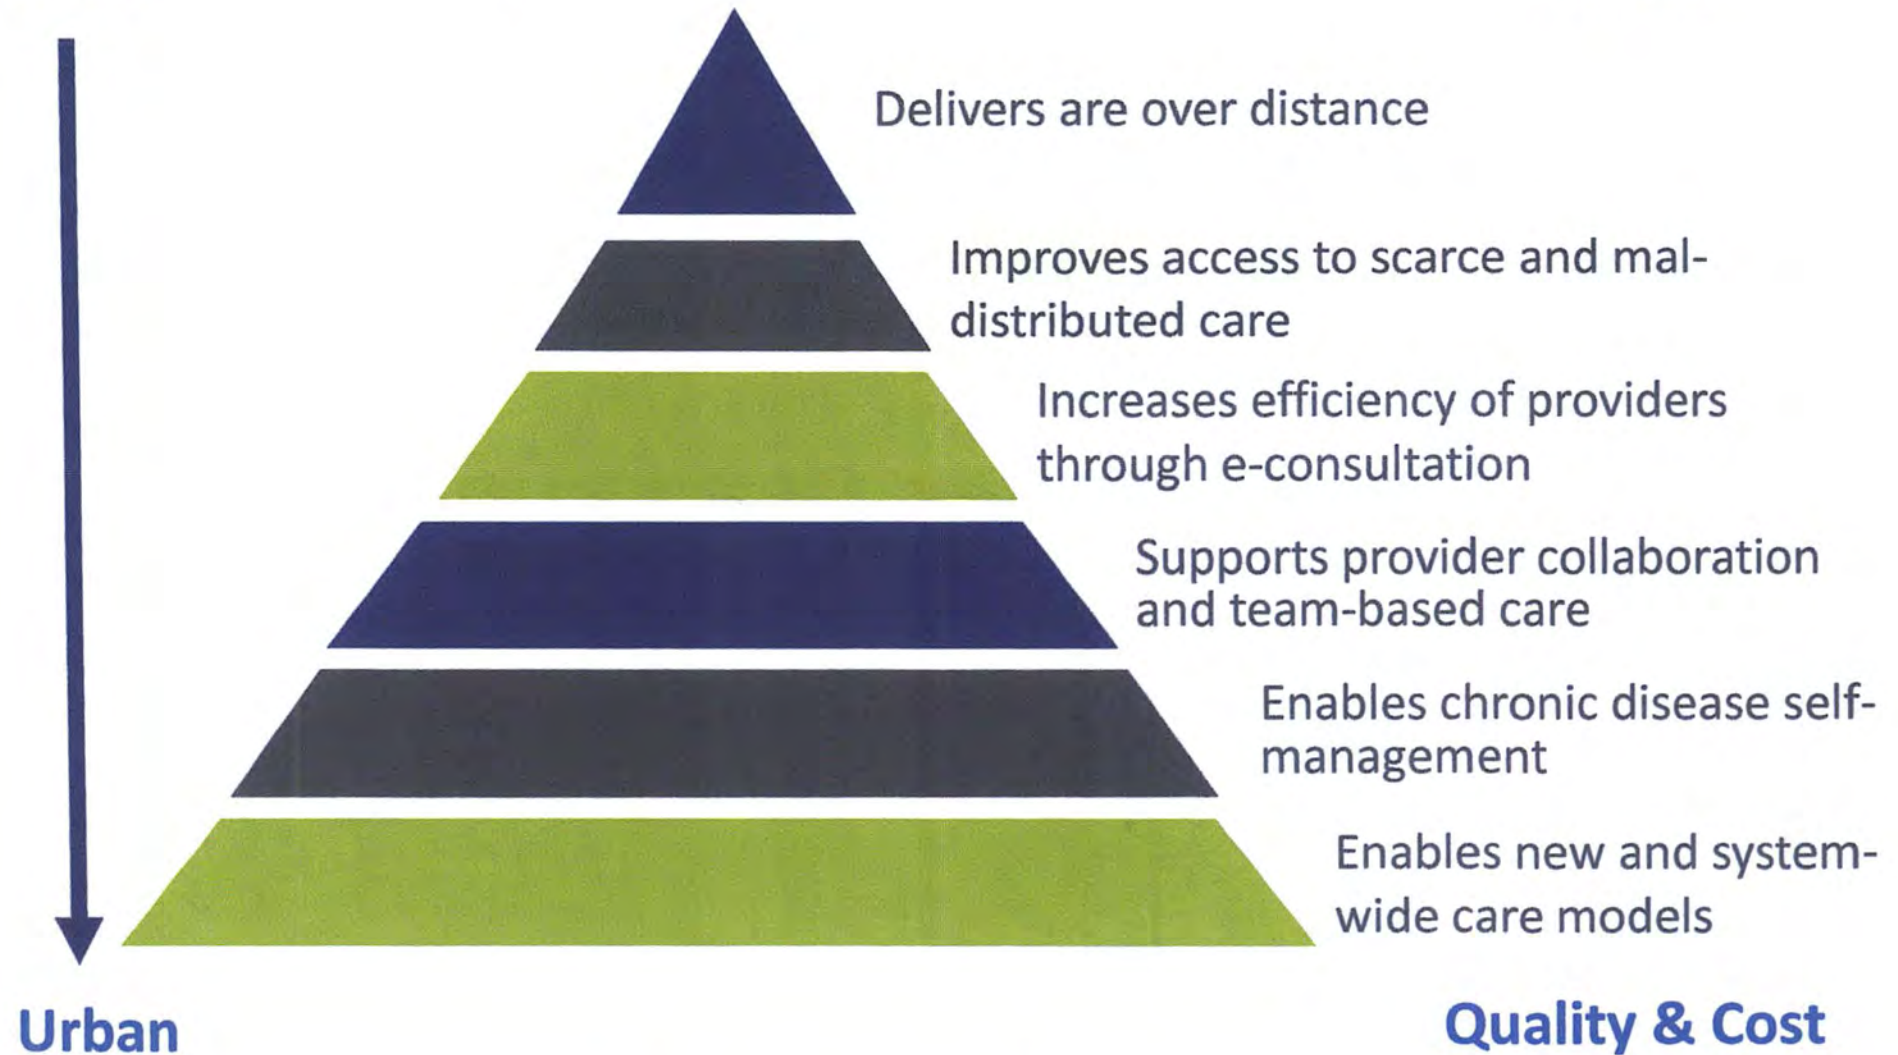 Delivers are over distance
Improves access to scarce and mal-
distributed care
Increases efficiency of providers
through e-consultation
Supports provider collaboration
and team-based care
Enables chronic disease self-
management
Enables new and system-
wide care models
Urban
Quality & Cost